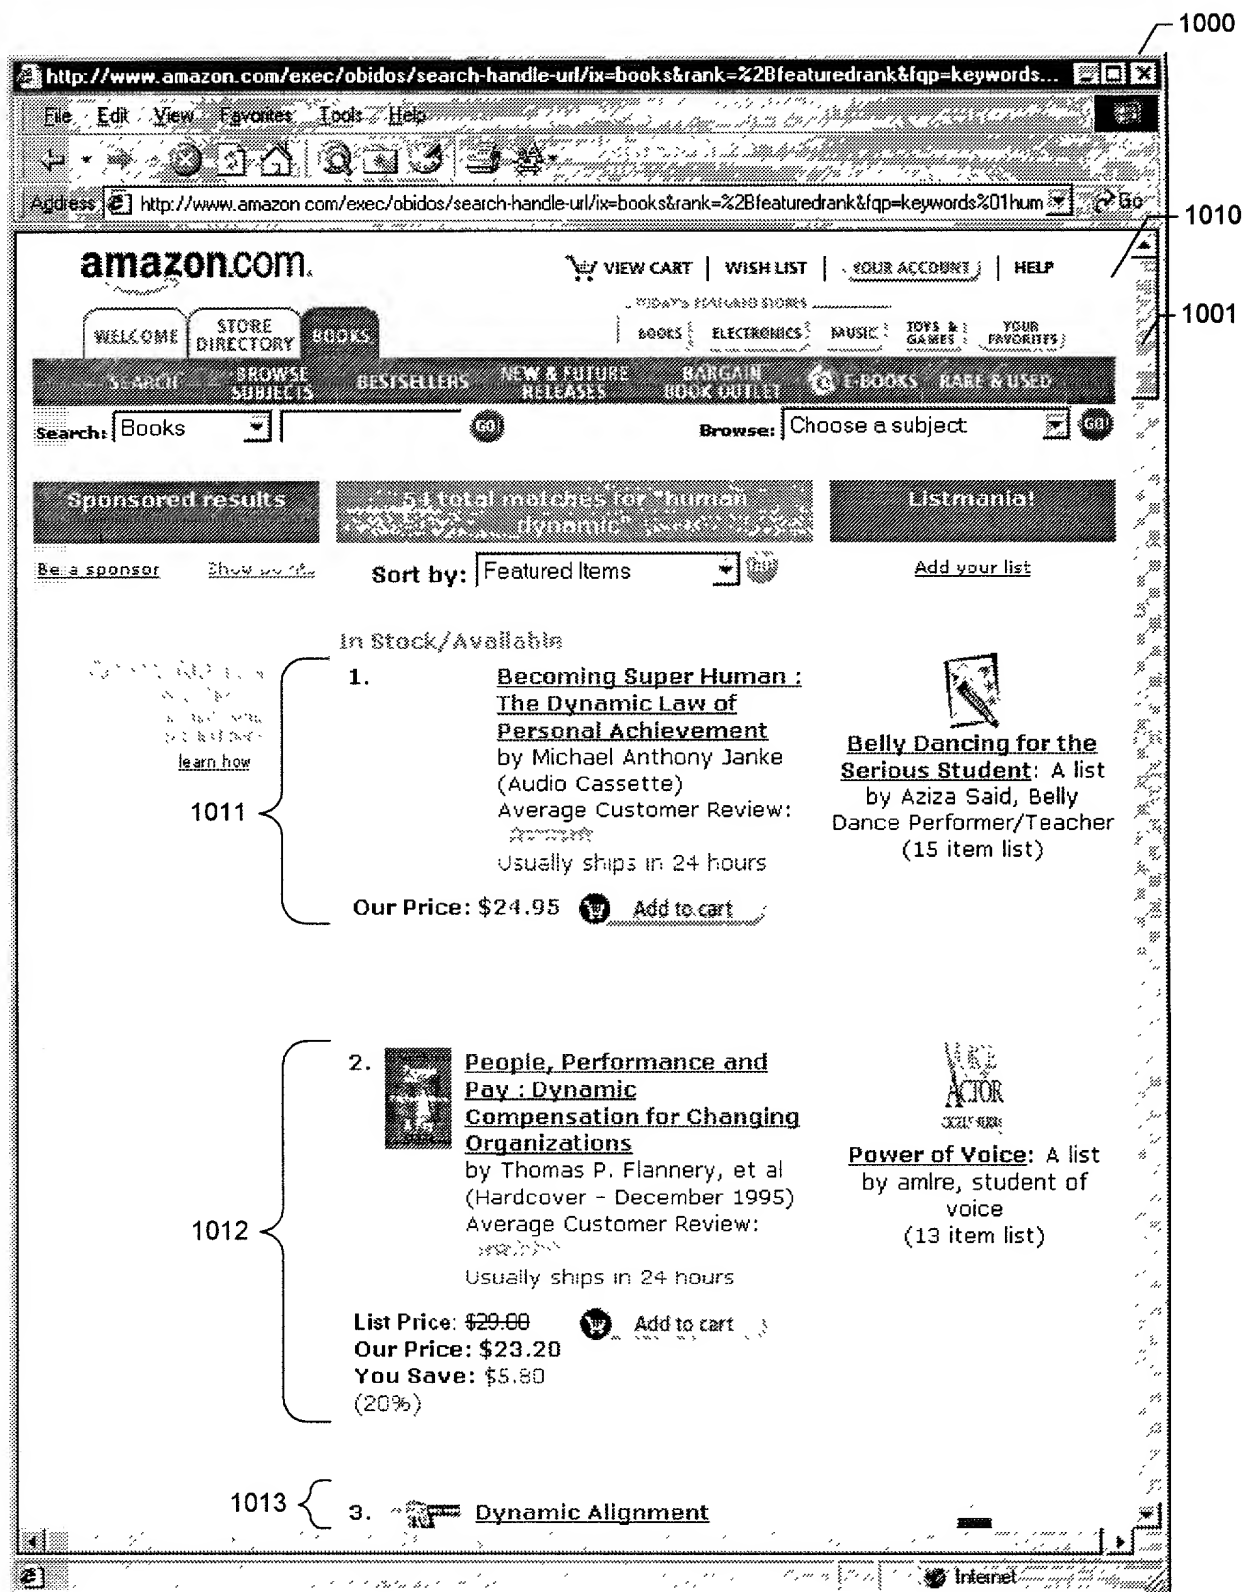 1000
http://www.amazon.com/exec/obidos/search-handle-url/ix=books&rank=%2Bfeaturedrank&fqp=keywords...
File Edit View Favorites Tools Help
Address http://www.amazon.com/exec/obidos/search-handle-url/ix=books&rank=%2Bfeaturedrank&fqp=keywords%01hum Go
1010
amazon.com.
VIEW CART | WISH LIST | YOUR ACCOUNT | HELP
1001
TODAY'S FEATURED STORES
WELCOME STORE DIRECTORY BOOKS
BOOKS ELECTRONICS MUSIC TOYS & GAMES YOUR FAVORITES
SEARCH BROWSE SUBJECTS BESTSELLERS NEW & FUTURE RELEASES BARGAIN BOOK OUTLET E-BOOKS RARE & USED
Search: Books GO Browse: Choose a subject GO
Sponsored results
total matches for "human dynamic"
Listmania!
Be a sponsor
Sort by: Featured Items
Add your list
In Stock/Available
learn how
1011
1.
Becoming Super Human :
The Dynamic Law of
Personal Achievement
by Michael Anthony Janke
(Audio Cassette)
Average Customer Review:
Usually ships in 24 hours
Our Price: $24.95 Add to cart
Belly Dancing for the
Serious Student: A list
by Aziza Said, Belly
Dance Performer/Teacher
(15 item list)
1012
2.
People, Performance and
Pay : Dynamic
Compensation for Changing
Organizations
by Thomas P. Flannery, et al
(Hardcover - December 1995)
Average Customer Review:
Usually ships in 24 hours
List Price: $29.00 Add to cart
Our Price: $23.20
You Save: $5.80
(20%)
VOICE
ACTOR
Power of Voice: A list
by amlre, student of
voice
(13 item list)
1013
3. Dynamic Alignment
Internet